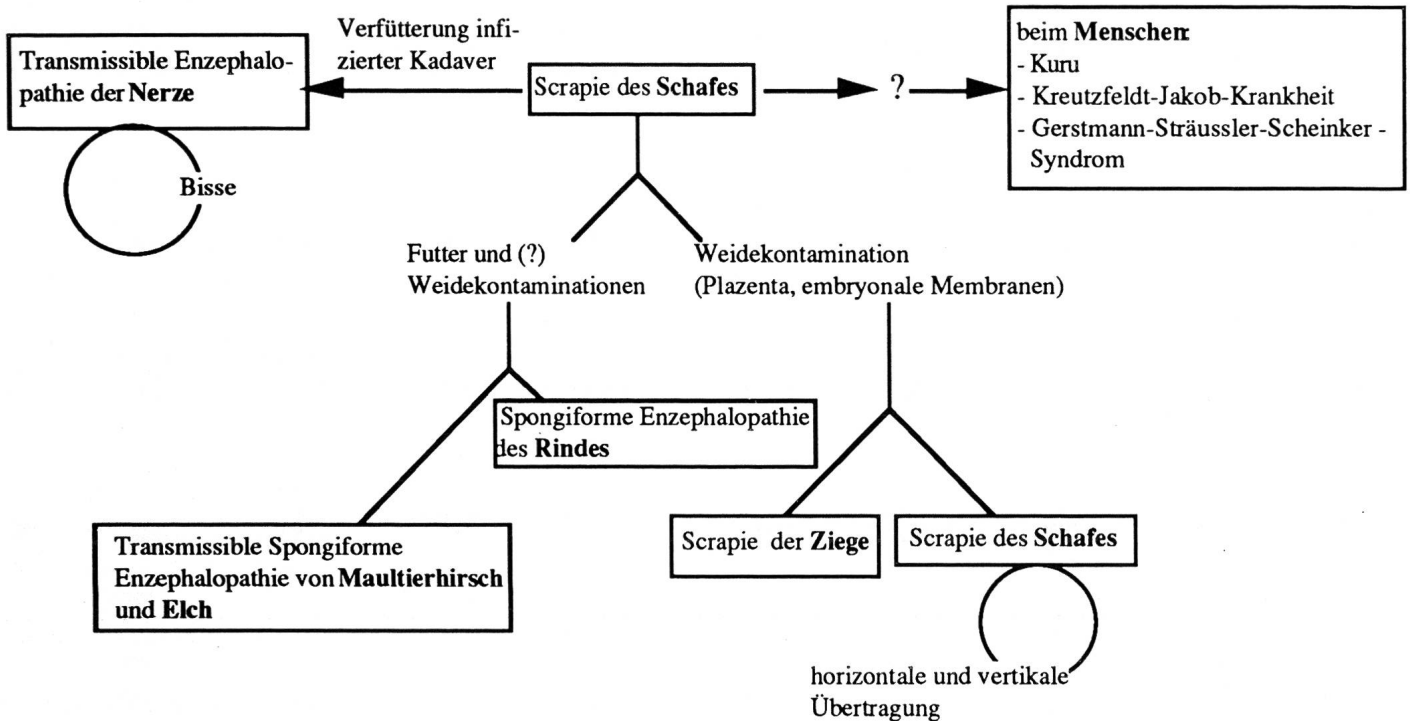 Transmissible Enzephalo-
pathie der Nerze
Bisse
Verfütterung infi-
zierter Kadaver
Scrapie des Schafes
?
beim Menschen:
- Kuru
- Kreutzfeldt-Jakob-Krankheit
- Gerstmann-Sträussler-Scheinker -
Syndrom
Futter und (?)
Weidekontaminationen
Weidekontamination
(Plazenta, embryonale Membranen)
Spongiforme Enzephalopathie
des Rindes
Transmissible Spongiforme
Enzephalopathie von Maultierhirsch
und Elch
Scrapie der Ziege
Scrapie des Schafes
horizontale und vertikale
Übertragung